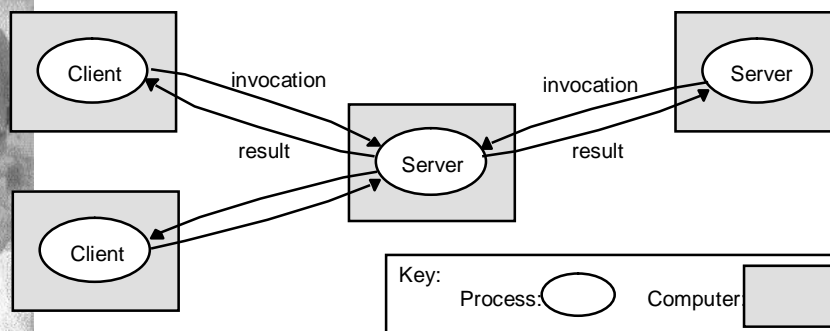 Client
Server
invocation
invocation
result
Server
result
Client
Key:
Process:
Computer: